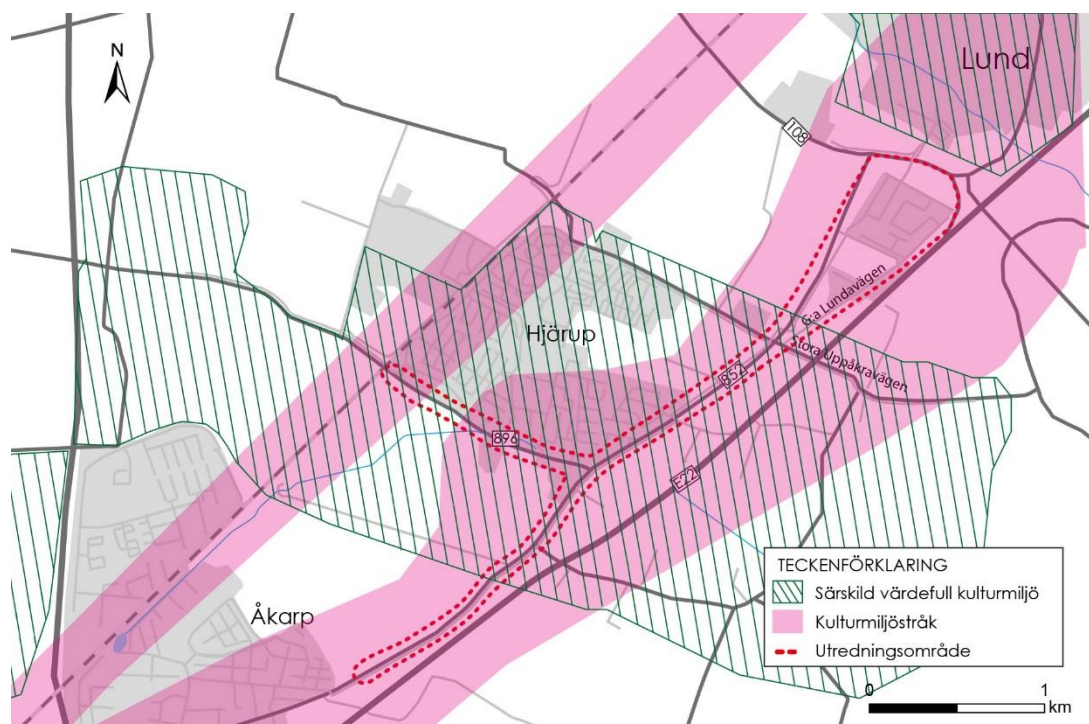 N
Lund
108
G:a Lundavägen
Stora Uppåkravägen
Hjärup
852
896
E22
Åkarp
TECKENFÖRKLARING
Särskild värdefull kulturmiljö
Kulturmiljöstråk
Utredningsområde
0 1
km